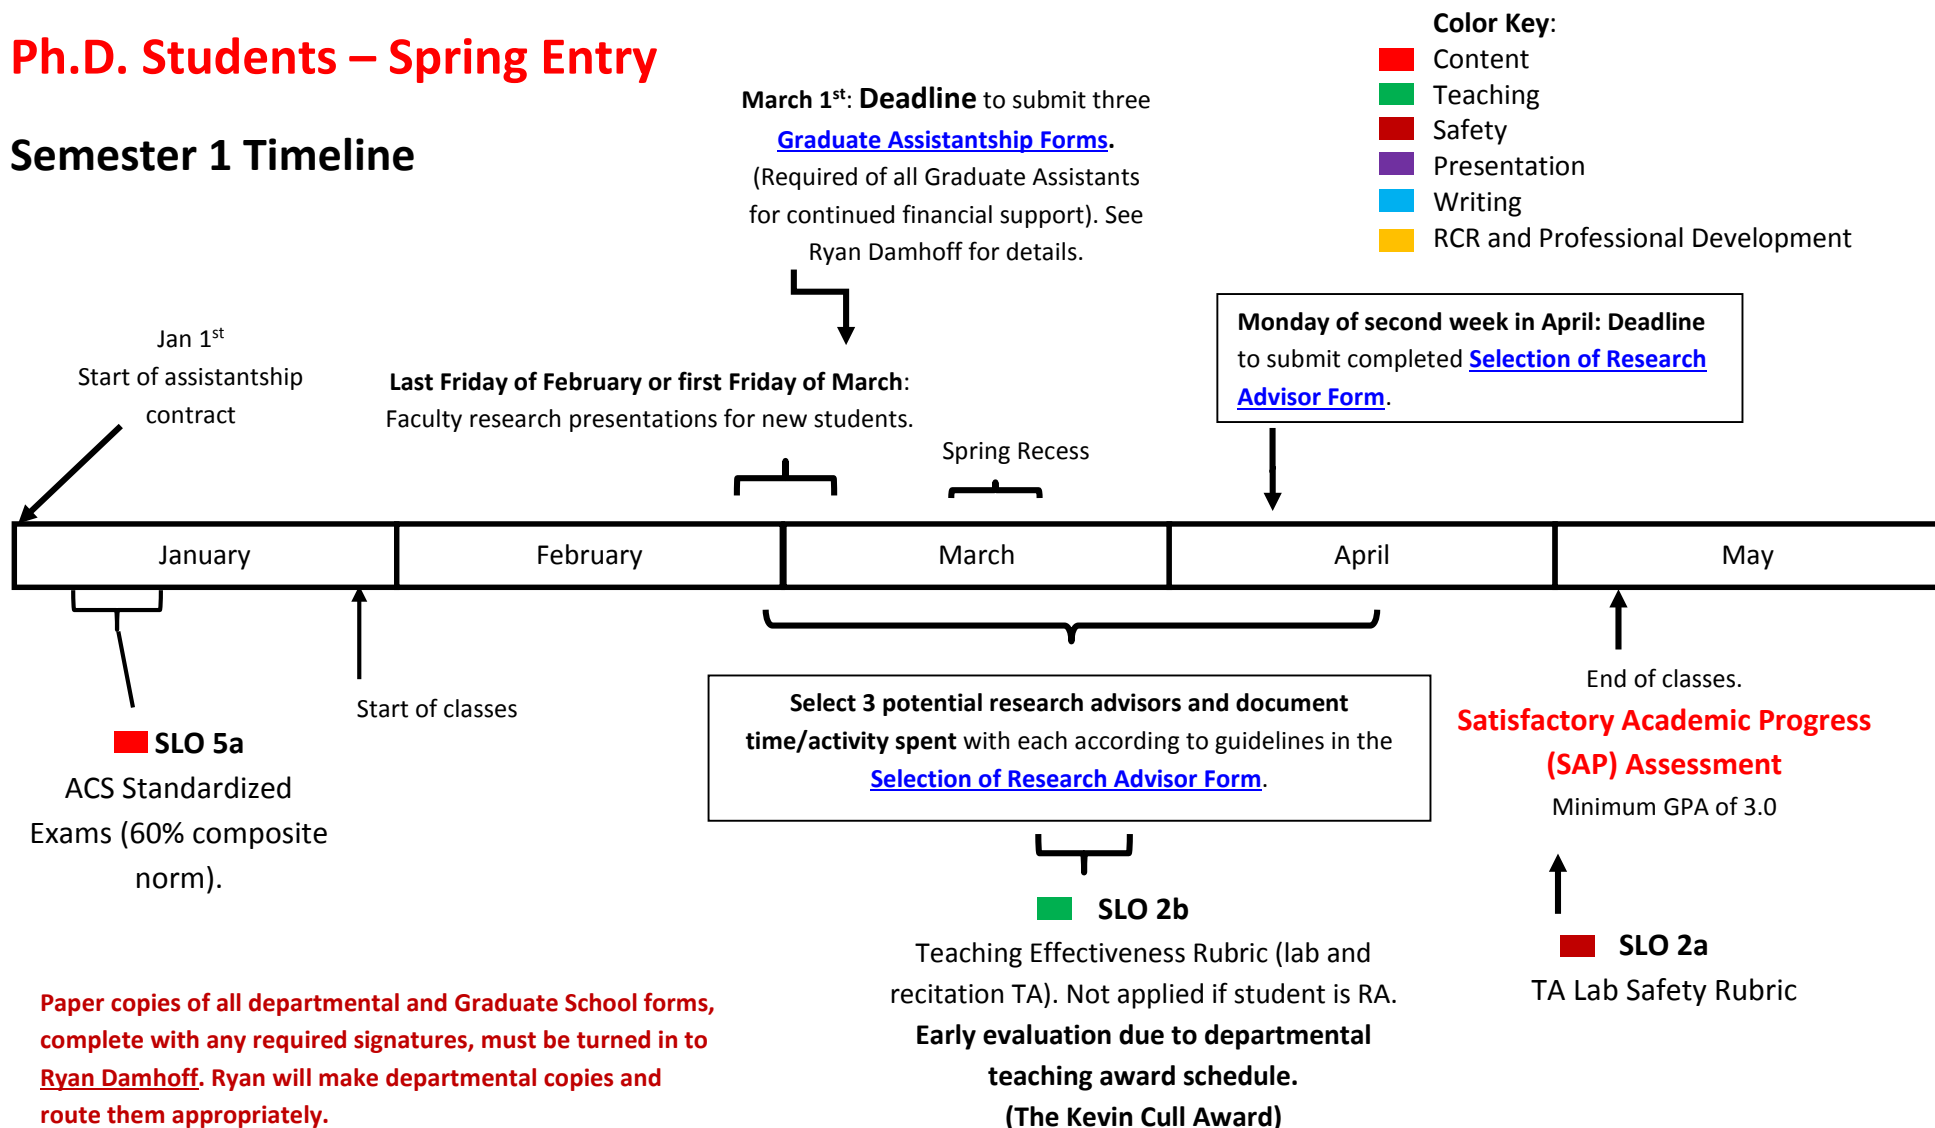 Ph.D. Students – Spring Entry
Semester 1 Timeline
Color Key:
Content
Teaching
Safety
Presentation
Writing
RCR and Professional Development
March 1st: Deadline to submit three
Graduate Assistantship Forms.
(Required of all Graduate Assistants
for continued financial support). See
Ryan Damhoff for details.
Jan 1st
Start of assistantship
contract
Last Friday of February or first Friday of March:
Faculty research presentations for new students.
Spring Recess
Monday of second week in April: Deadline
to submit completed Selection of Research
Advisor Form.
January
February
March
April
May
SLO 5a
ACS Standardized
Exams (60% composite
norm).
Start of classes
Select 3 potential research advisors and document
time/activity spent with each according to guidelines in the
Selection of Research Advisor Form.
End of classes.
Satisfactory Academic Progress
(SAP) Assessment
Minimum GPA of 3.0
SLO 2b
Teaching Effectiveness Rubric (lab and
recitation TA). Not applied if student is RA.
Early evaluation due to departmental
teaching award schedule.
(The Kevin Cull Award)
SLO 2a
TA Lab Safety Rubric
Paper copies of all departmental and Graduate School forms,
complete with any required signatures, must be turned in to
Ryan Damhoff. Ryan will make departmental copies and
route them appropriately.